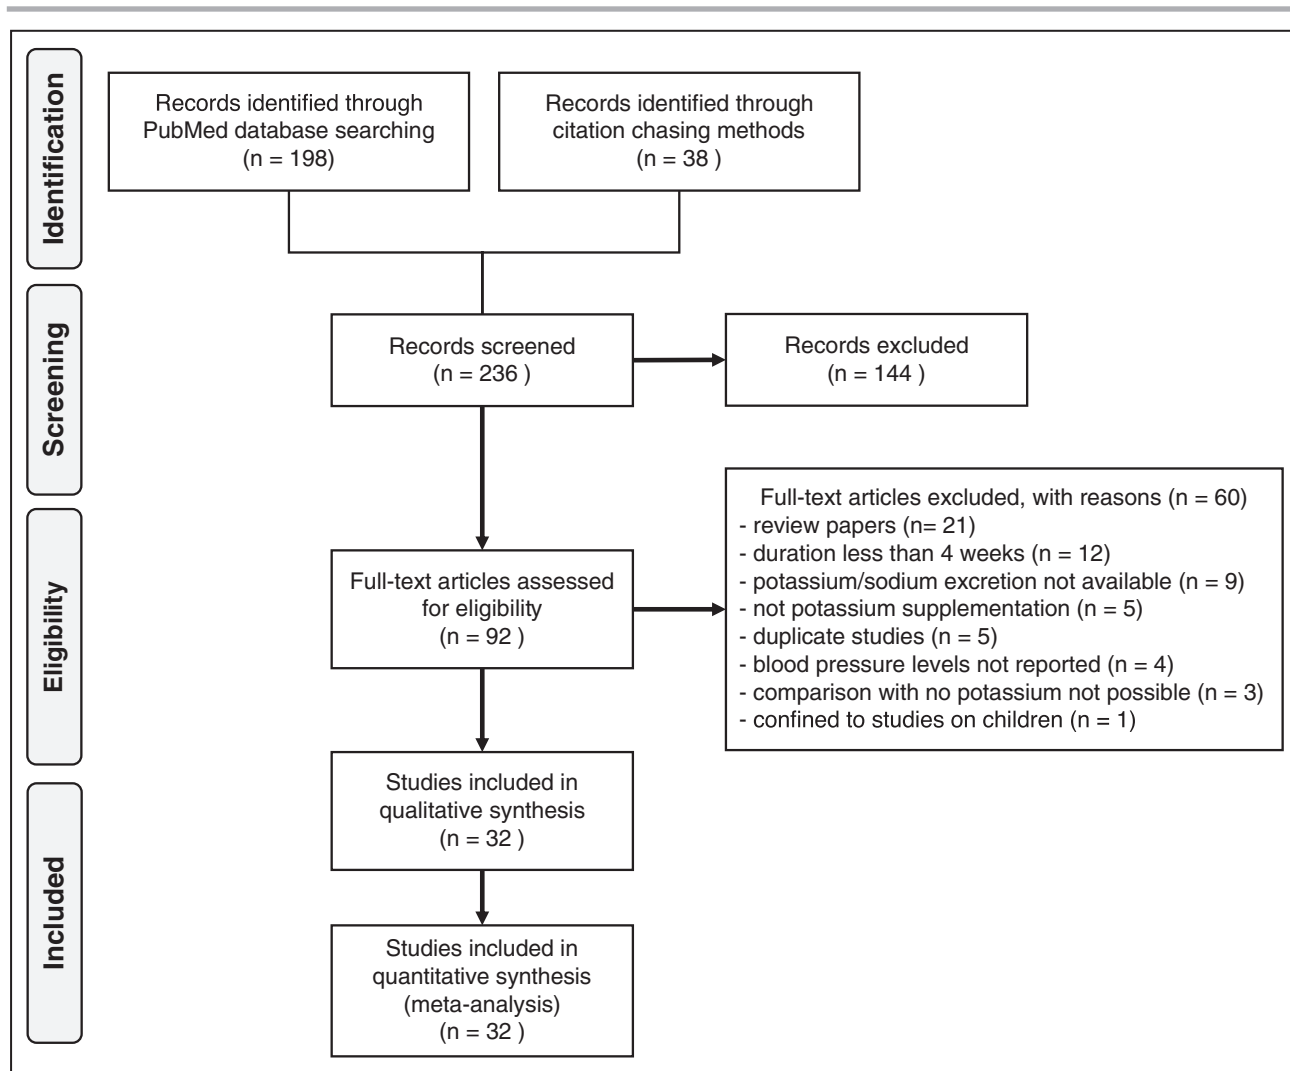 Identification
Records identified through
PubMed database searching
(n = 198)
Records identified through
citation chasing methods
(n = 38 )
Screening
Records screened
(n = 236 )
Records excluded
(n = 144 )
Eligibility
Full-text articles assessed
for eligibility
(n = 92 )
Full-text articles excluded, with reasons (n = 60)
- review papers (n= 21)
- duration less than 4 weeks (n = 12)
- potassium/sodium excretion not available (n = 9)
- not potassium supplementation (n = 5)
- duplicate studies (n = 5)
- blood pressure levels not reported (n = 4)
- comparison with no potassium not possible (n = 3)
- confined to studies on children (n = 1)
Included
Studies included in
qualitative synthesis
(n = 32 )
Studies included in
quantitative synthesis
(meta-analysis)
(n = 32 )